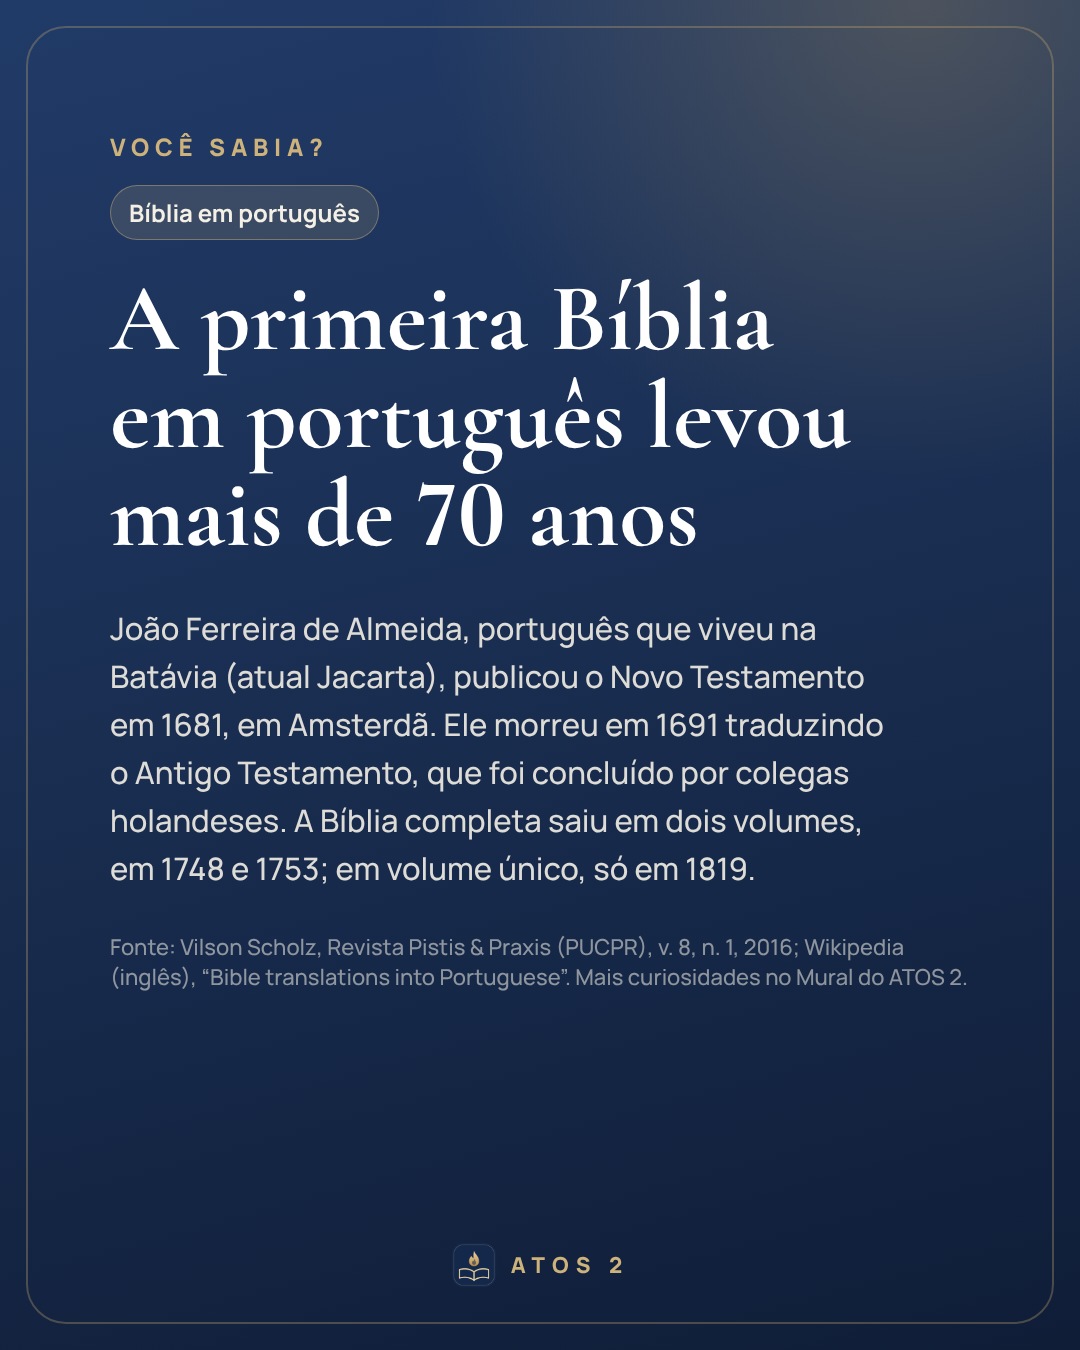 VOCÊ SABIA?
Bíblia em português
A primeira Bíblia
em português levou
mais de 70 anos
João Ferreira de Almeida, português que viveu na
Batávia (atual Jacarta), publicou o Novo Testamento
em 1681, em Amsterdã. Ele morreu em 1691 traduzindo
o Antigo Testamento, que foi concluído por colegas
holandeses. A Bíblia completa saiu em dois volumes,
em 1748 e 1753; em volume único, só em 1819.
Fonte: Vilson Scholz, Revista Pistis & Praxis (PUCPR), v. 8, n. 1, 2016; Wikipedia
(inglês), “Bible translations into Portuguese”. Mais curiosidades no Mural do ATOS 2.
ATOS 2